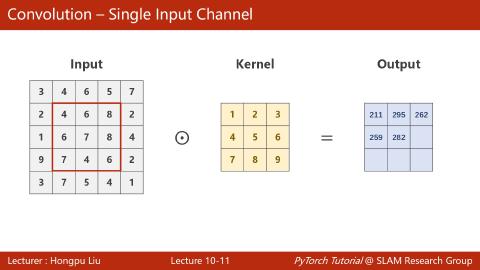 Convolution – Single Input Channel
Input
Kernel
Output
3 4 6 5 7
2 4 6 8 2
1 6 7 8 4
9 7 4 6 2
3 7 5 4 1
⊙
1 2 3
4 5 6
7 8 9
=
211 295 262
259 282
Lecturer : Hongpu Liu
Lecture 10-11
PyTorch Tutorial @ SLAM Research Group